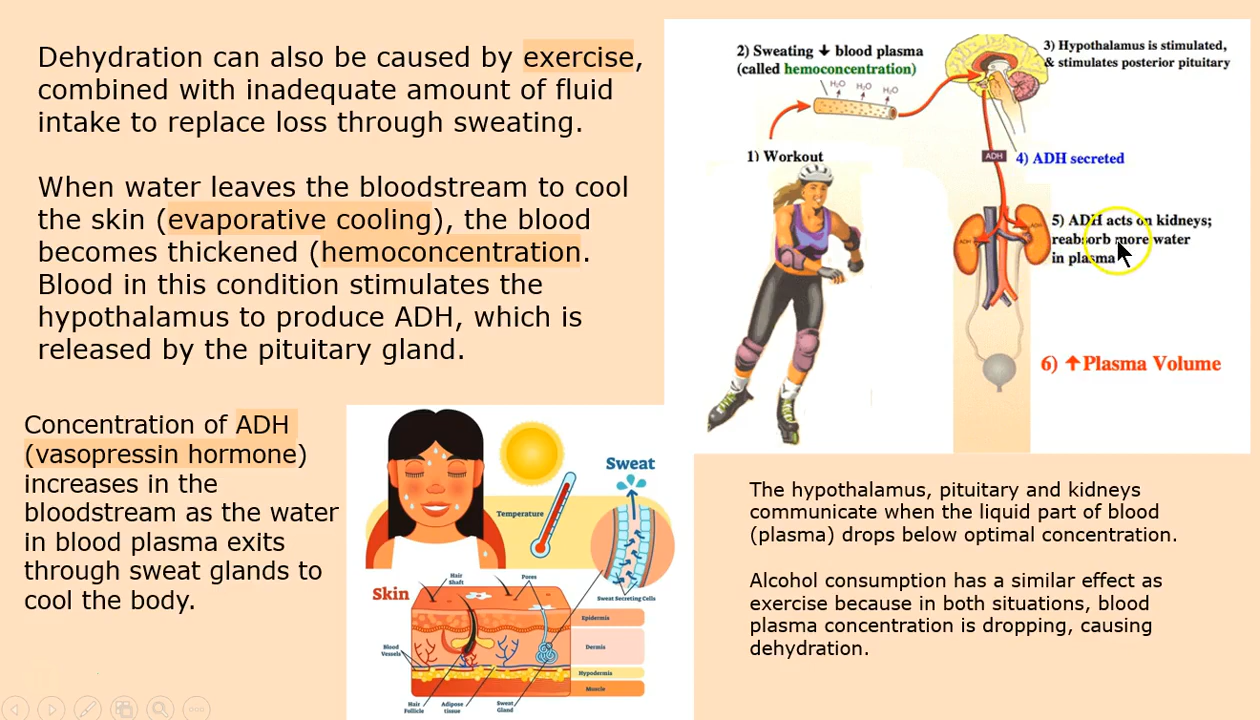 Dehydration can also be caused by exercise,
combined with inadequate amount of fluid
intake to replace loss through sweating.
When water leaves the bloodstream to cool
the skin (evaporative cooling), the blood
becomes thickened (hemoconcentration.
Blood in this condition stimulates the
hypothalamus to produce ADH, which is
released by the pituitary gland.
Concentration of ADH
(vasopressin hormone)
increases in the
bloodstream as the water
in blood plasma exits
through sweat glands to
cool the body.
2) Sweating ↓ blood plasma
(called hemoconcentration)
H₂O H₂O H₂O
1) Workout
3) Hypothalamus is stimulated,
& stimulates posterior pituitary
ADH
4) ADH secreted
5) ADH acts on kidneys;
reabsorb more water
in plasma
ADH
ADH
6) ↑ Plasma Volume
Sweat
Temperature
Sweat Secreting Cells
Skin
Hair
Shaft
Pores
Epidermis
Dermis
Hypodermis
Muscle
Blood
Vessels
Hair
Follicle
Adipose
tissue
Sweat
Gland
The hypothalamus, pituitary and kidneys
communicate when the liquid part of blood
(plasma) drops below optimal concentration.
Alcohol consumption has a similar effect as
exercise because in both situations, blood
plasma concentration is dropping, causing
dehydration.